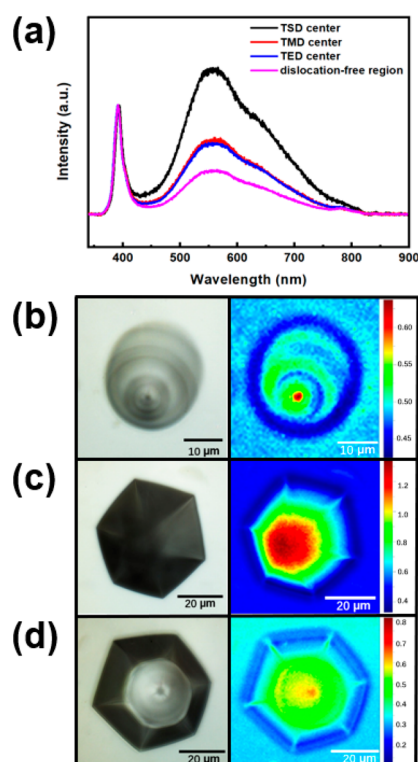 (a)
TSD center
TMD center
TED center
dislocation-free region
Intensity (a.u.)
400 500 600 700 800 900
Wavelength (nm)
(b)
10 µm
10 µm
0.60
0.55
0.50
0.45
(c)
20 µm
20 µm
1.2
1.0
0.8
0.6
0.4
(d)
20 µm
20 µm
0.8
0.7
0.6
0.5
0.4
0.3
0.2